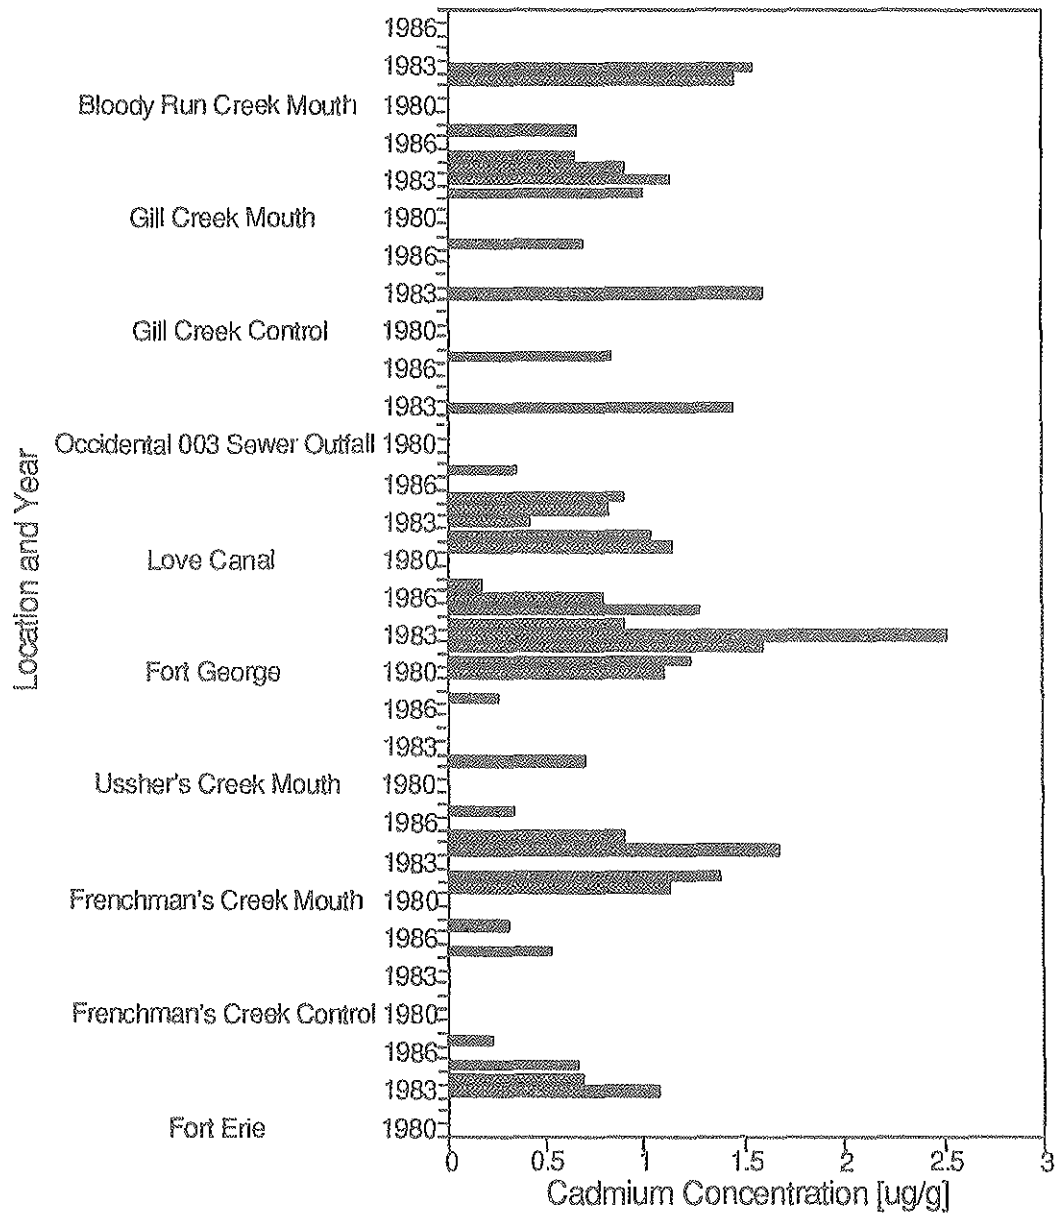 1986
1983
Bloody Run Creek Mouth 1980
1986
1983
Gill Creek Mouth 1980
1986
1983
Gill Creek Control 1980
1986
1983
Occidental 003 Sewer Outfall 1980
1986
1983
Love Canal 1980
1986
1983
Fort George 1980
1986
1983
Ussher's Creek Mouth 1980
1986
1983
Frenchman's Creek Mouth 1980
1986
1983
Frenchman's Creek Control 1980
1986
1983
Fort Erie 1980
Location and Year
0 0.5 1 1.5 2 2.5 3
Cadmium Concentration [ug/g]